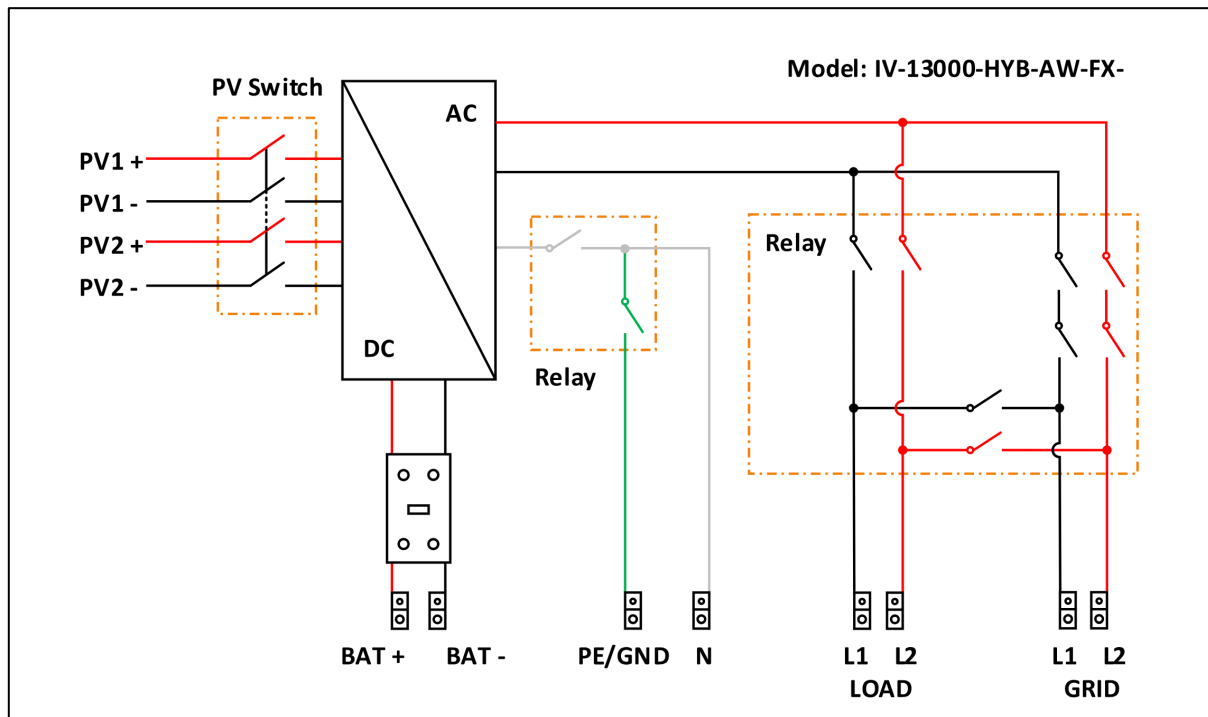 Model: IV-13000-HYB-AW-FX-
PV Switch
AC
PV1 +
PV1 -
PV2 +
PV2 -
Relay
DC
Relay
BAT +
BAT -
PE/GND
N
L1
L2
LOAD
L1
L2
GRID